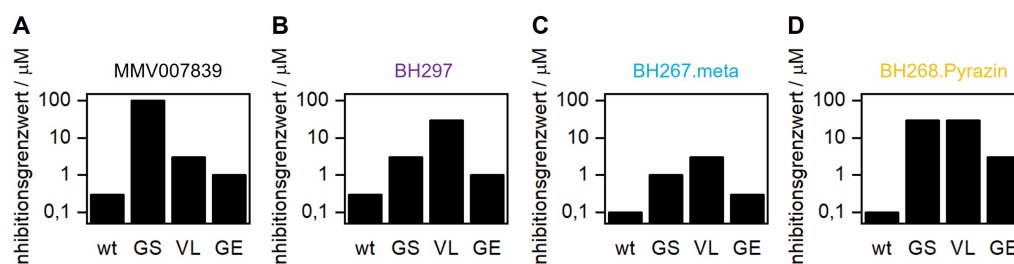 A
B
C
D
MMV007839
BH297
BH267.meta
BH268.Pyrazin
nhibitionsgrenzwert / µM
100
10
1
0,1
wt GS VL GE
nhibitionsgrenzwert / µM
100
10
1
0,1
wt GS VL GE
nhibitionsgrenzwert / µM
100
10
1
0,1
wt GS VL GE
nhibitionsgrenzwert / µM
100
10
1
0,1
wt GS VL GE